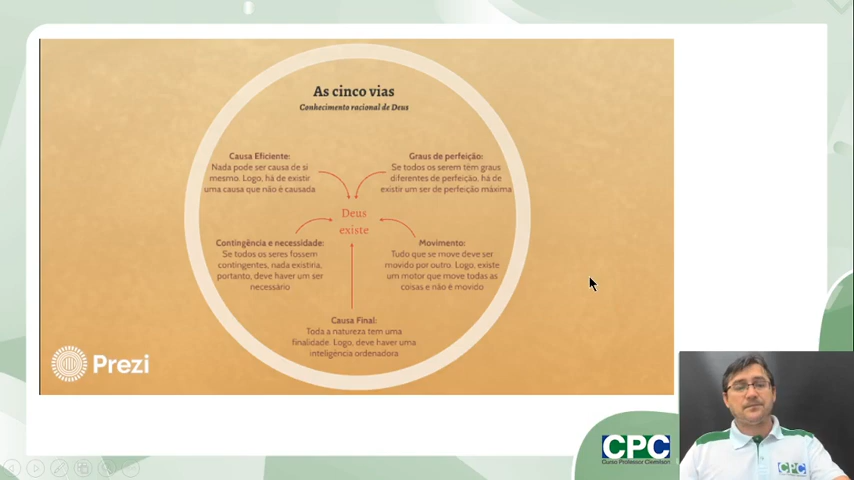 As cinco vias
Conhecimento racional de Deus
Causa Eficiente:
Nada pode ser causa de si
mesmo. Logo, há de existir
uma causa que não é causada
Graus de perfeição:
Se todos os serem têm graus
diferentes de perfeição, há de
existir um ser de perfeição máxima
Deus
existe
Contingência e necessidade:
Se todos os seres fossem
contingentes, nada existiria,
portanto, deve haver um ser
necessário
Movimento:
Tudo que se move deve ser
movido por outro. Logo, existe
um motor que move todas as
coisas e não é movido
Causa Final:
Toda a natureza tem uma
finalidade. Logo, deve haver uma
inteligência ordenadora
Prezi
CPC
Curso Professor Clemilson
CPC